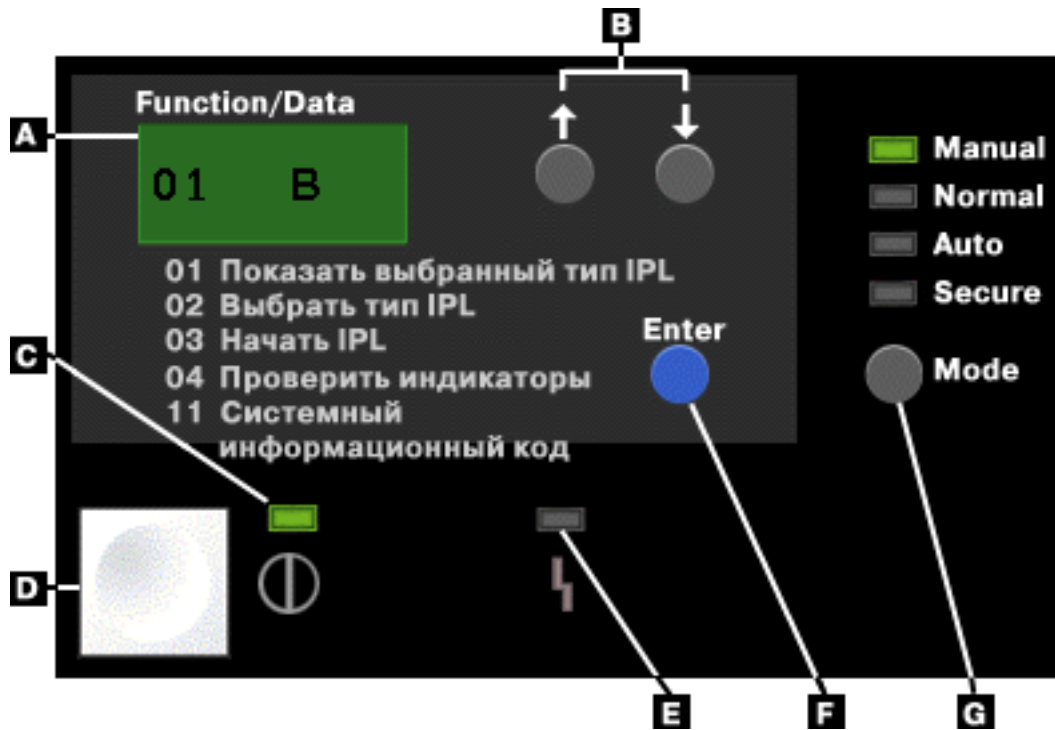 B
Function/Data
A
01 B
Manual
Normal
Auto
Secure
01 Показать выбранный тип IPL
02 Выбрать тип IPL
03 Начать IPL
04 Проверить индикаторы
11 Системный
информационный код
Enter
Mode
C
D
E
F
G